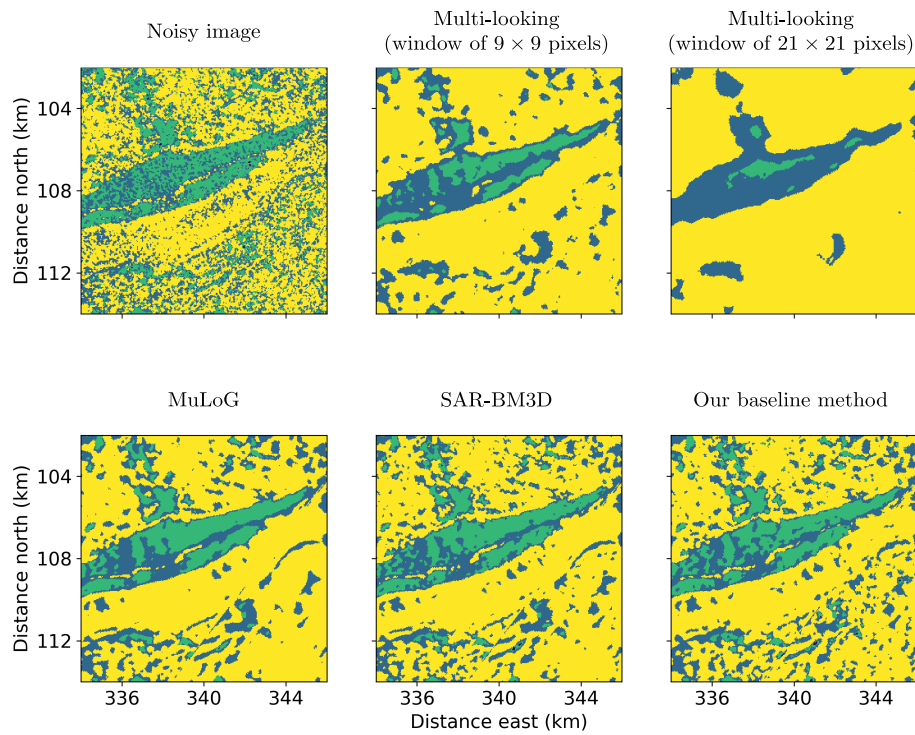 Noisy image
Multi-looking
(window of 9 × 9 pixels)
Multi-looking
(window of 21 × 21 pixels)
Distance north (km)
104
108
112
MuLoG
SAR-BM3D
Our baseline method
Distance north (km)
104
108
112
336
340
344
336
340
344
336
340
344
Distance east (km)